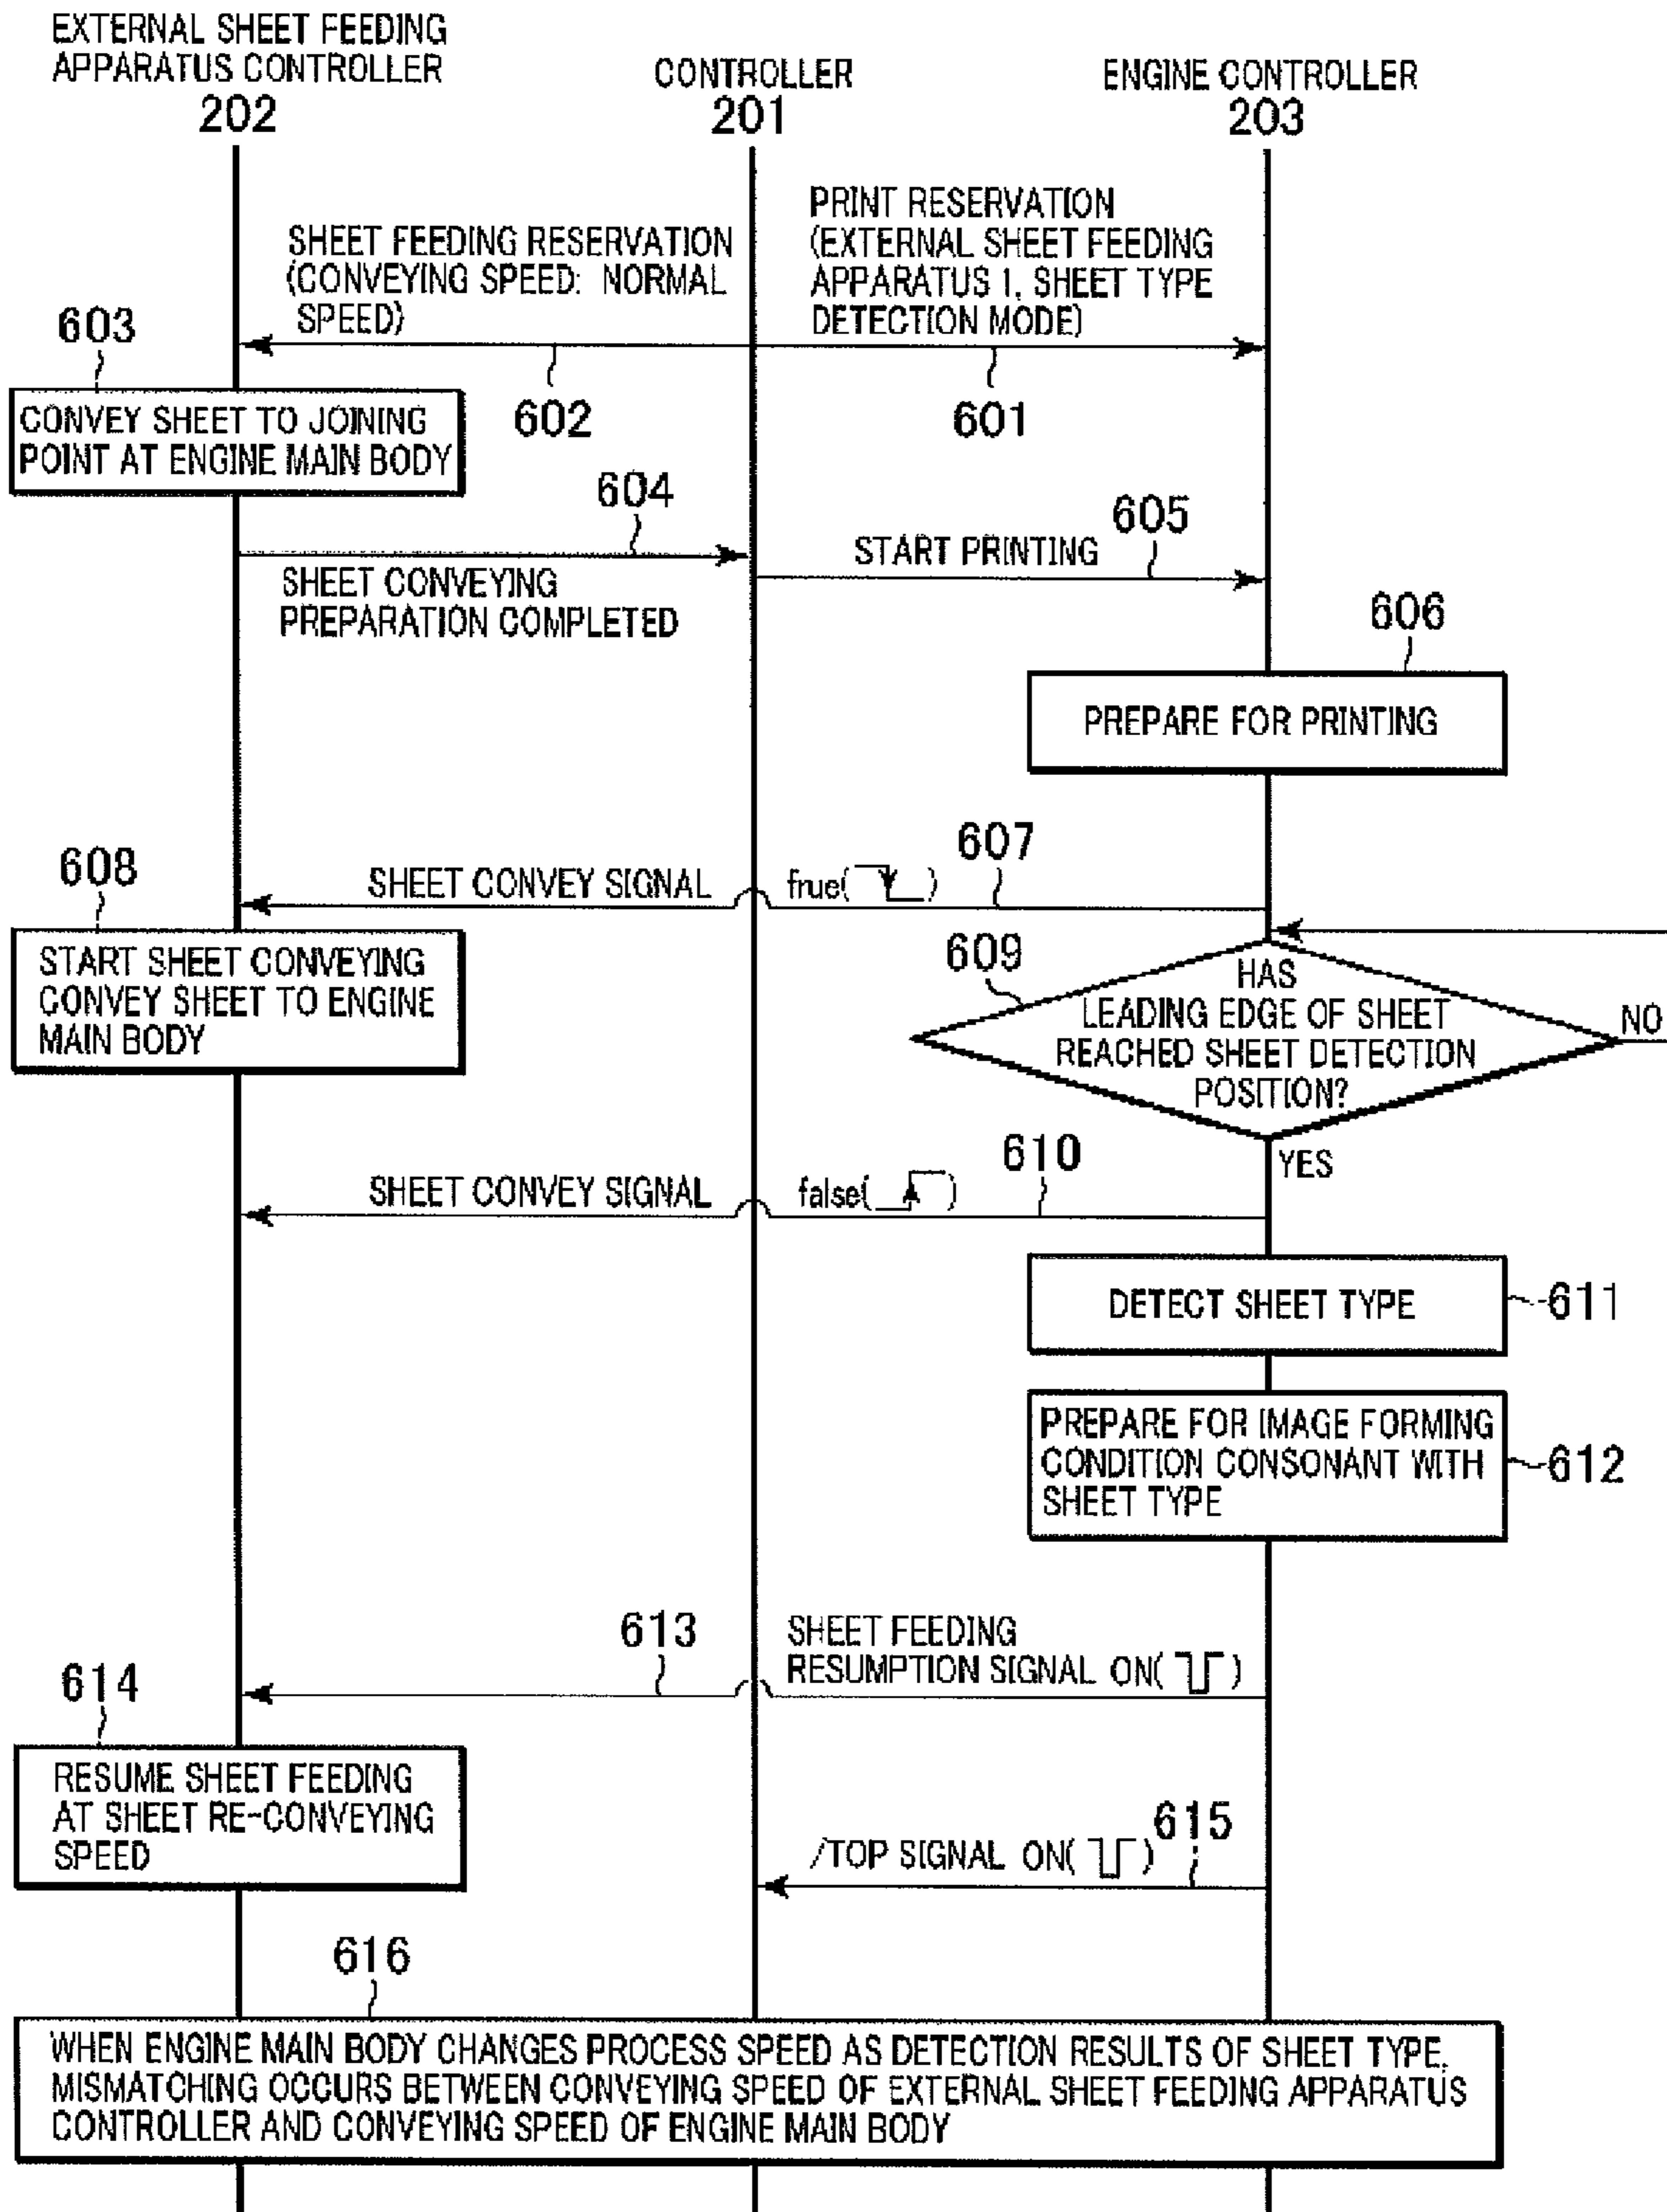 EXTERNAL SHEET FEEDING
APPARATUS CONTROLLER
202
CONTROLLER
201
ENGINE CONTROLLER
203
SHEET FEEDING RESERVATION
(CONVEYING SPEED: NORMAL
SPEED)
PRINT RESERVATION
(EXTERNAL SHEET FEEDING
APPARATUS 1, SHEET TYPE
DETECTION MODE)
602
601
603
CONVEY SHEET TO JOINING
POINT AT ENGINE MAIN BODY
604
SHEET CONVEYING
PREPARATION COMPLETED
605
START PRINTING
606
PREPARE FOR PRINTING
607
SHEET CONVEY SIGNAL true( )
608
START SHEET CONVEYING
CONVEY SHEET TO ENGINE
MAIN BODY
609
HAS
LEADING EDGE OF SHEET
REACHED SHEET DETECTION
POSITION?
NO
YES
610
SHEET CONVEY SIGNAL false( )
DETECT SHEET TYPE
611
PREPARE FOR IMAGE FORMING
CONDITION CONSONANT WITH
SHEET TYPE
612
613
SHEET FEEDING
RESUMPTION SIGNAL ON( )
614
RESUME SHEET FEEDING
AT SHEET RE-CONVEYING
SPEED
615
/TOP SIGNAL ON( )
616
WHEN ENGINE MAIN BODY CHANGES PROCESS SPEED AS DETECTION RESULTS OF SHEET TYPE,
MISMATCHING OCCURS BETWEEN CONVEYING SPEED OF EXTERNAL SHEET FEEDING APPARATUS
CONTROLLER AND CONVEYING SPEED OF ENGINE MAIN BODY